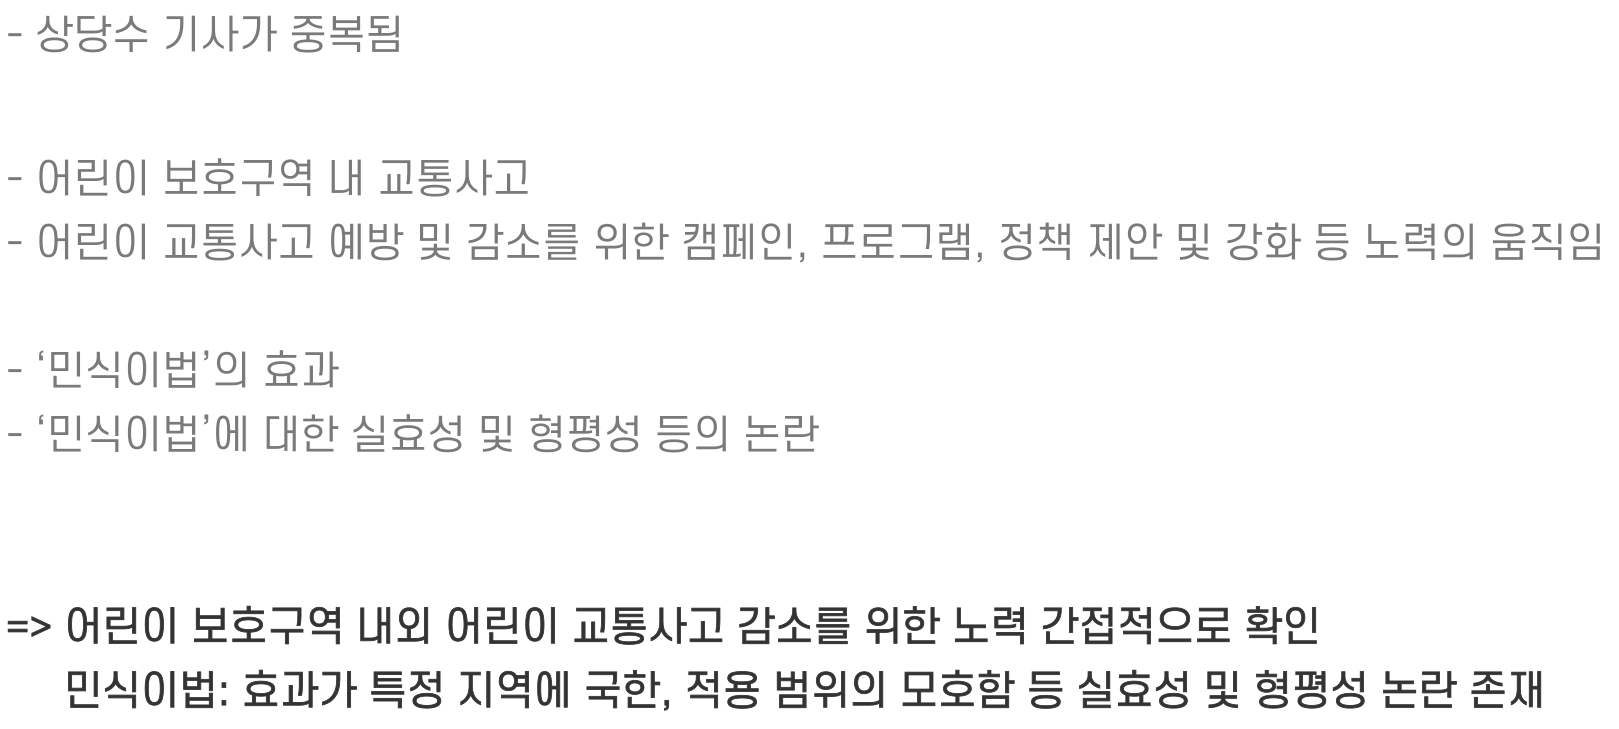 - 상당수 기사가 중복됨
- 어린이 보호구역 내 교통사고
- 어린이 교통사고 예방 및 감소를 위한 캠페인, 프로그램, 정책 제안 및 강화 등 노력의 움직임
- ‘민식이법’의 효과
- ‘민식이법’에 대한 실효성 및 형평성 등의 논란
=> 어린이 보호구역 내외 어린이 교통사고 감소를 위한 노력 간접적으로 확인
민식이법: 효과가 특정 지역에 국한, 적용 범위의 모호함 등 실효성 및 형평성 논란 존재